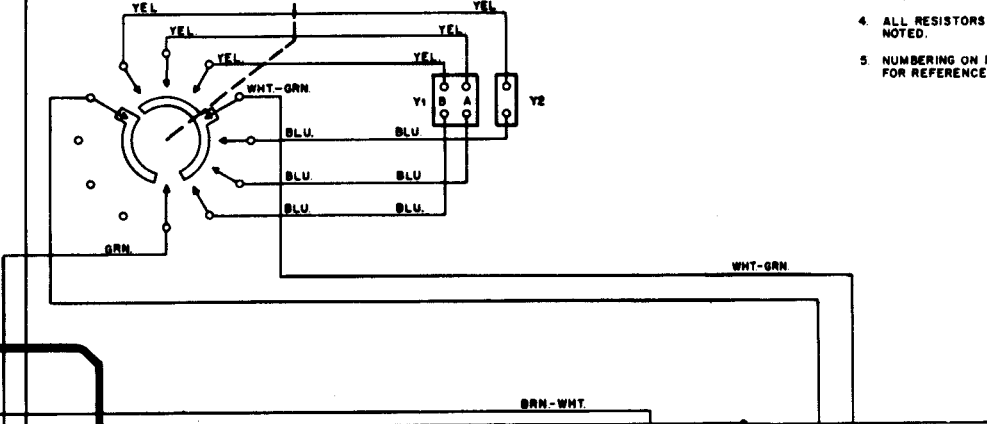 YEL
YEL
YEL.
YEL.
YEL.
YEL.
WHT.-GRN.
4. ALL RESISTORS
NOTED.
5. NUMBERING ON
FOR REFERENCE
Y1 B A Y2
BLU. BLU.
BLU. BLU
BLU. BLU.
GRN.
WHT.-GRN.
BRN-WHT.